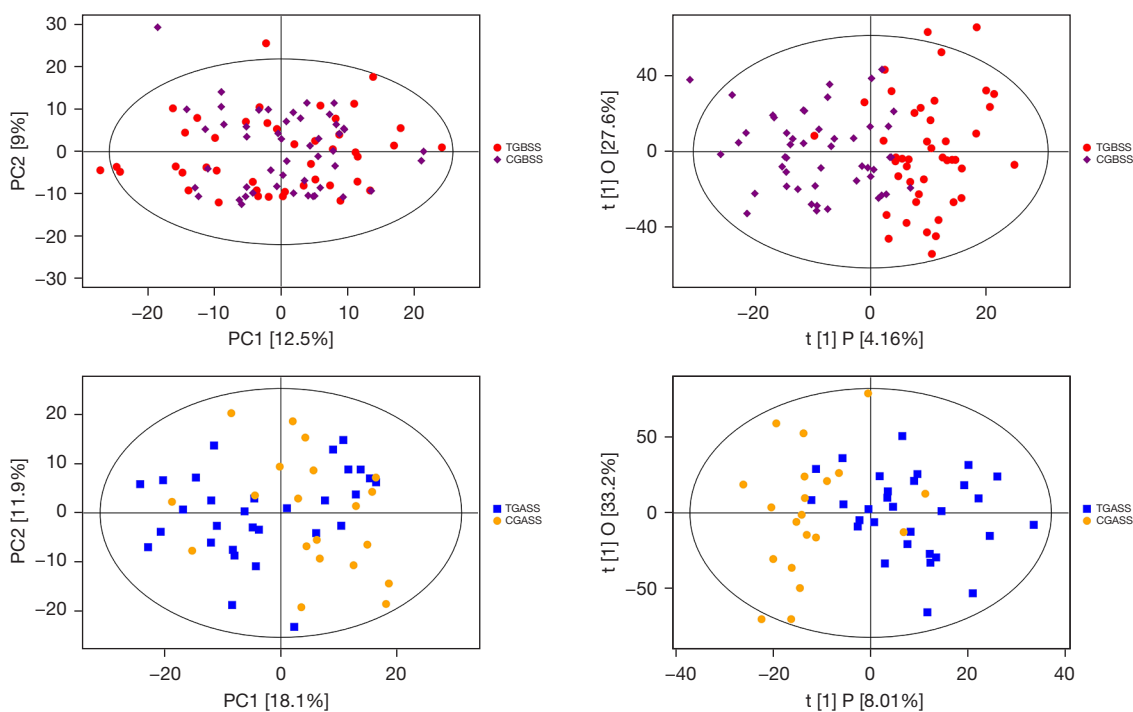 30
20
10
0
−10
−20
−30
PC2 [9%]
−20
−10
0
10
20
PC1 [12.5%]
TGBSS
CGBSS
40
0
−40
t [1] O [27.6%]
−20
0
20
t [1] P [4.16%]
TGBSS
CGBSS
20
10
0
−10
−20
PC2 [11.9%]
−20
0
20
PC1 [18.1%]
TGASS
CGASS
50
0
−50
t [1] O [33.2%]
−40
−20
0
20
40
t [1] P [8.01%]
TGASS
CGASS